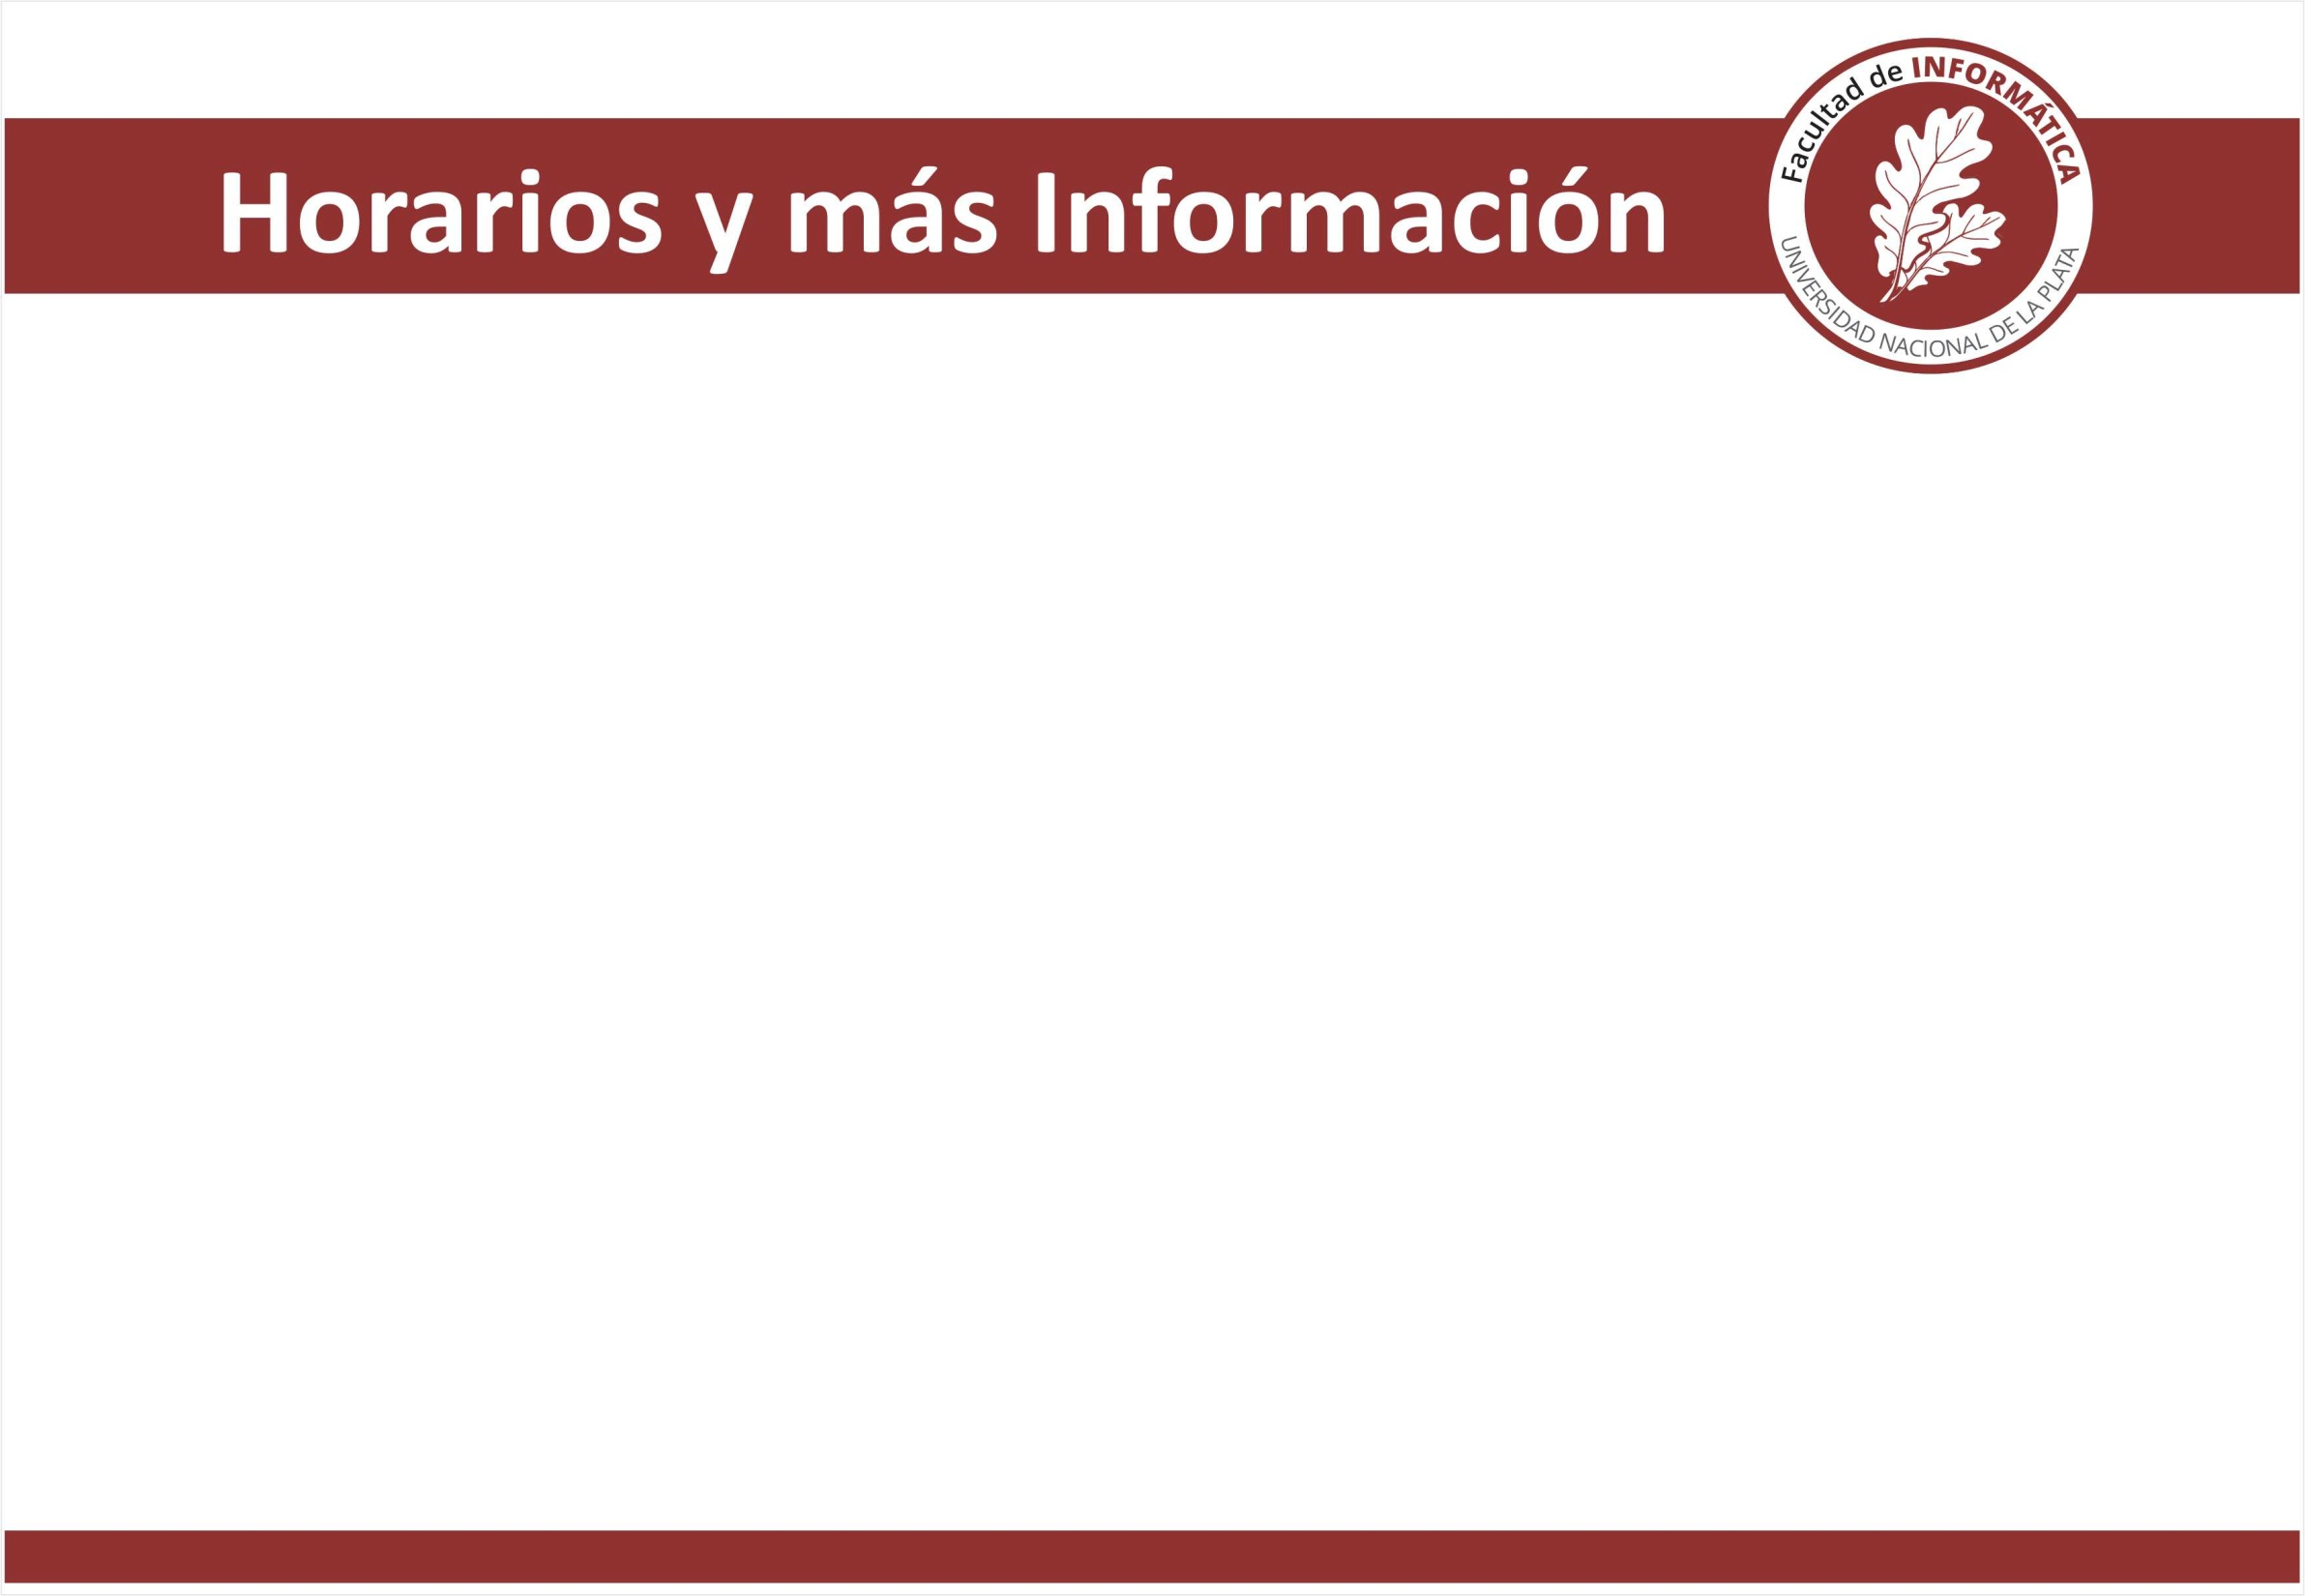 Horarios y más Información
Facultad de INFORMÁTICA
UNIVERSIDAD NACIONAL DE LA PLATA